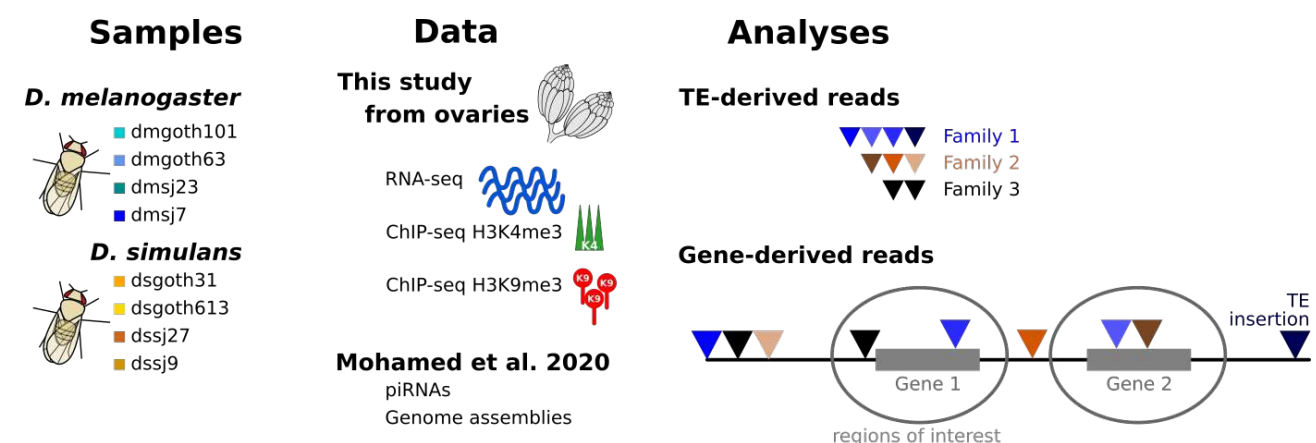 Samples
D. melanogaster
dmgoth101
dmgoth63
dmsj23
dmsj7
D. simulans
dsgoth31
dsgoth613
dssj27
dssj9
Data
This study
from ovaries
RNA-seq
ChIP-seq H3K4me3
K4
ChIP-seq H3K9me3
K9
K9
K9
Mohamed et al. 2020
piRNAs
Genome assemblies
Analyses
TE-derived reads
Family 1
Family 2
Family 3
Gene-derived reads
TE
insertion
Gene 1
Gene 2
regions of interest